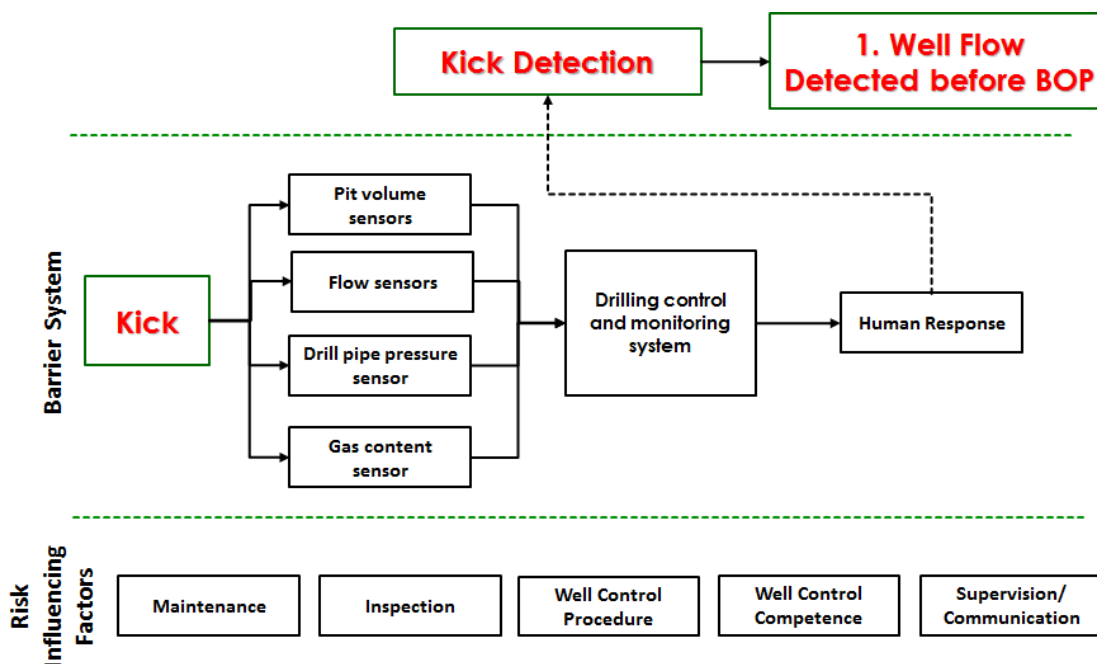 Kick Detection
1. Well Flow
Detected before BOP
Barrier System
Kick
Pit volume
sensors
Flow sensors
Drill pipe pressure
sensor
Gas content
sensor
Drilling control
and monitoring
system
Human Response
Risk
Influencing
Factors
Maintenance
Inspection
Well Control
Procedure
Well Control
Competence
Supervision/
Communication